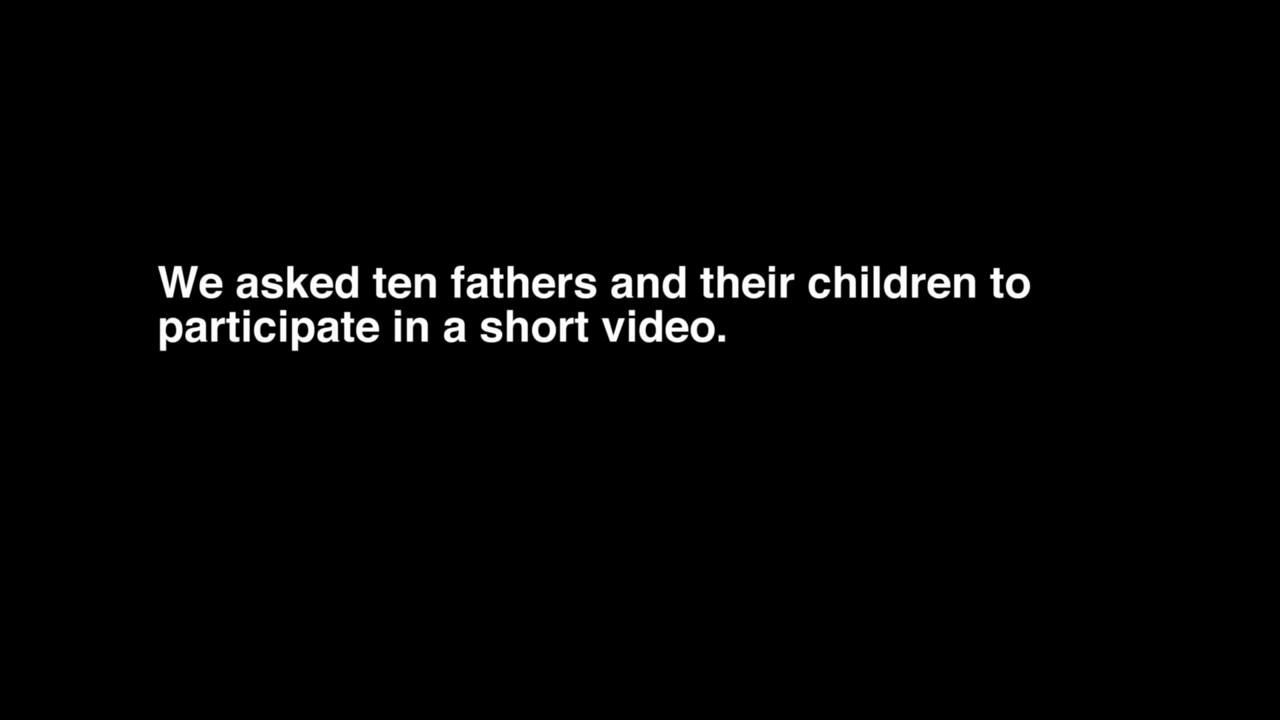 We asked ten fathers and their children to
participate in a short video.